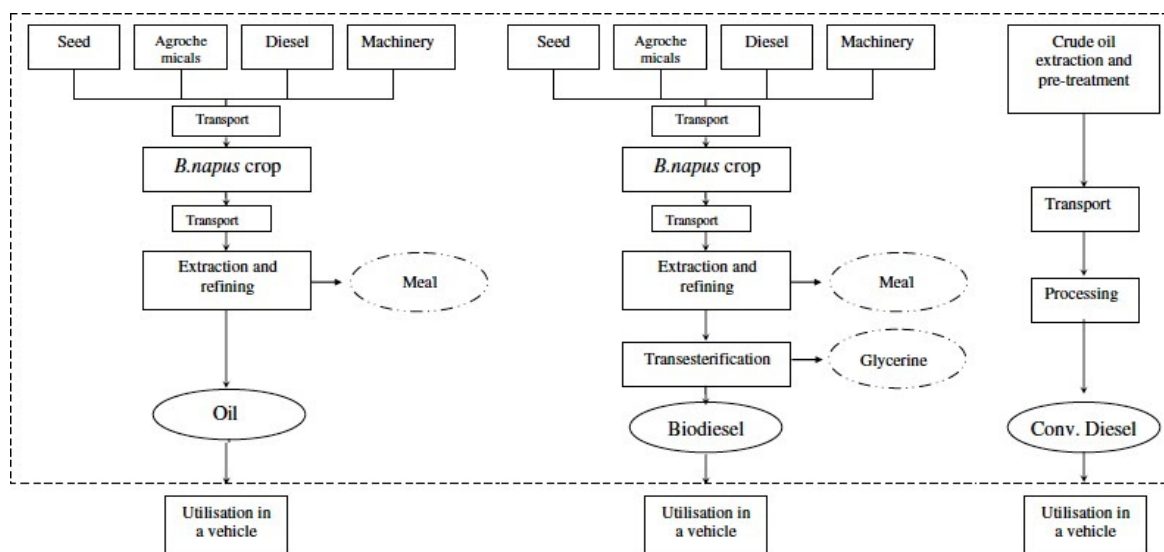 Seed
Agroche
micals
Diesel
Machinery
Transport
B.napus crop
Transport
Extraction and
refining
Meal
Oil
Utilisation in
a vehicle
Seed
Agroche
micals
Diesel
Machinery
Transport
B.napus crop
Transport
Extraction and
refining
Meal
Transesterification
Glycerine
Biodiesel
Utilisation in
a vehicle
Crude oil
extraction and
pre-treatment
Transport
Processing
Conv. Diesel
Utilisation in
a vehicle